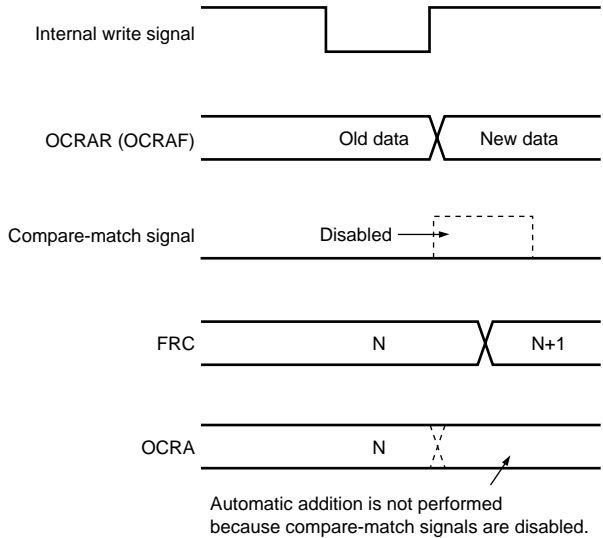 Internal write signal
OCRAR (OCRAF)
Old data
New data
Compare-match signal
Disabled
FRC
N
N+1
OCRA
N
Automatic addition is not performed
because compare-match signals are disabled.